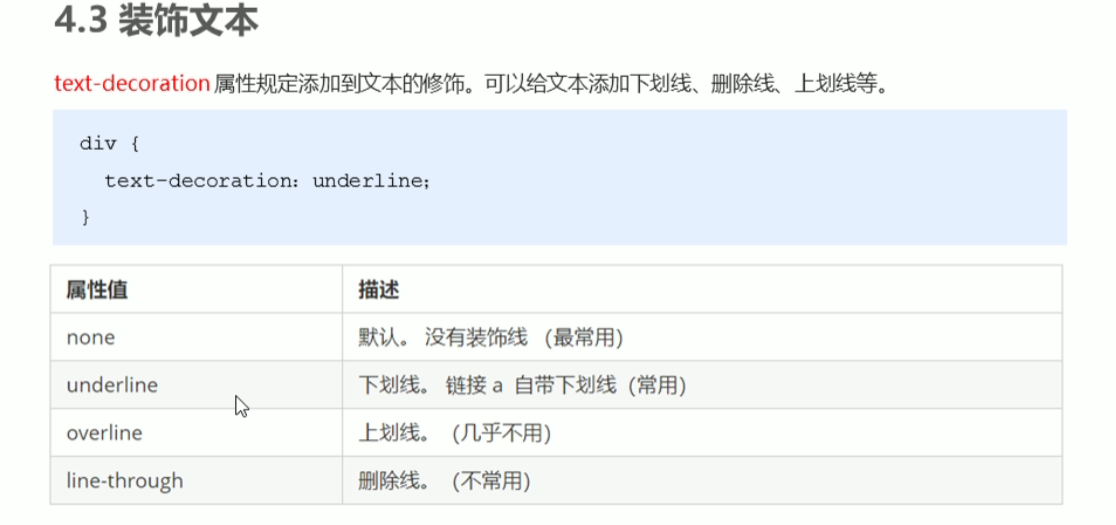 4.3 装饰文本
text-decoration 属性规定添加到文本的修饰。可以给文本添加下划线、删除线、上划线等。
div {
text-decoration: underline;
}
属性值 描述
none 默认。 没有装饰线 (最常用)
underline 下划线。 链接 a 自带下划线 (常用)
overline 上划线。 (几乎不用)
line-through 删除线。 (不常用)